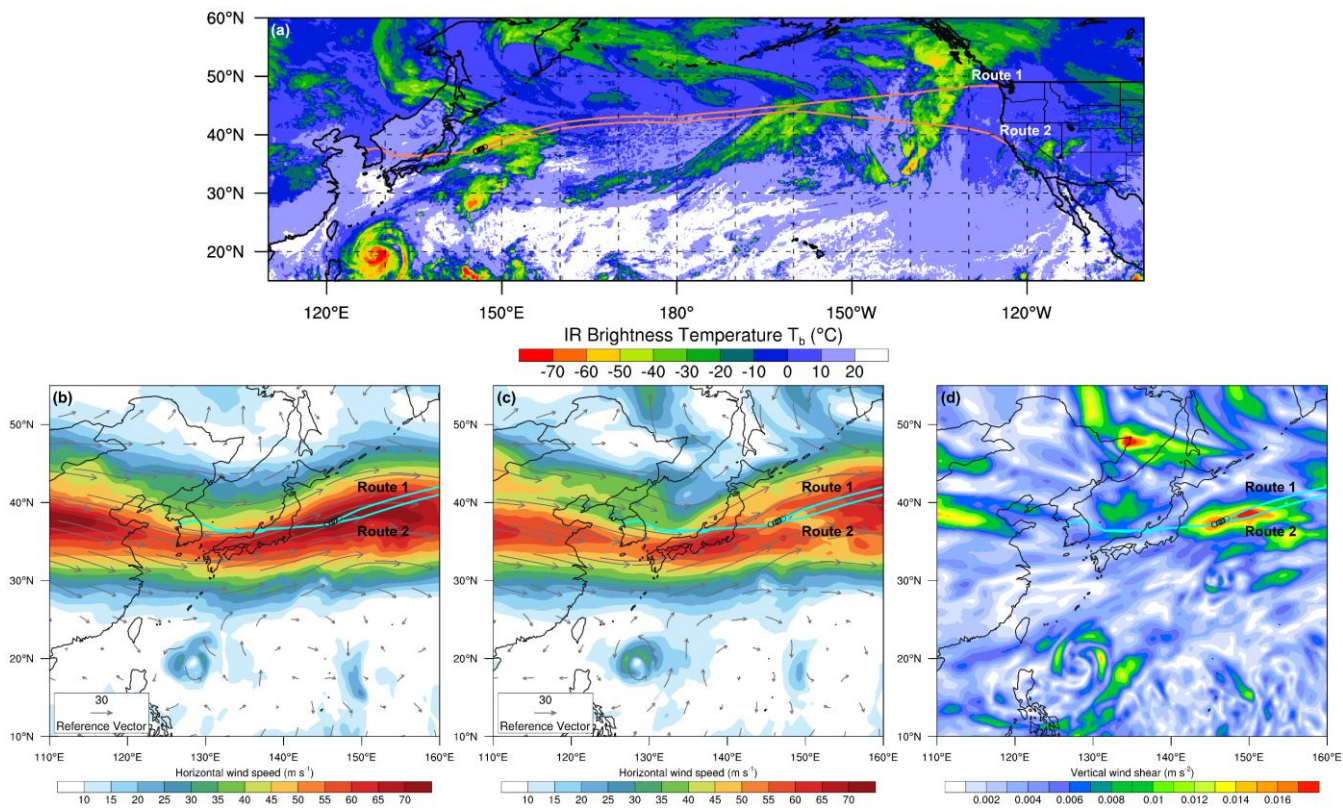 (a)
60°N
50°N
40°N
30°N
20°N
Route 1
Route 2
120°E
150°E
180°
150°W
120°W
IR Brightness Temperature T_b (°C)
-70 -60 -50 -40 -30 -20 -10 0 10 20
(b)
50°N
40°N
30°N
20°N
10°N
Route 1
Route 2
30
Reference Vector
110°E 120°E 130°E 140°E 150°E 160°E
Horizontal wind speed (m s⁻¹)
10 15 20 25 30 35 40 45 50 55 60 65 70
(c)
50°N
40°N
30°N
20°N
10°N
Route 1
Route 2
30
Reference Vector
110°E 120°E 130°E 140°E 150°E 160°E
Horizontal wind speed (m s⁻¹)
10 15 20 25 30 35 40 45 50 55 60 65 70
(d)
50°N
40°N
30°N
20°N
10°N
Route 1
Route 2
110°E 120°E 130°E 140°E 150°E 160°E
Vertical wind shear (m s⁻²)
0.002 0.004 0.006 0.008 0.010 0.012 0.014 0.016